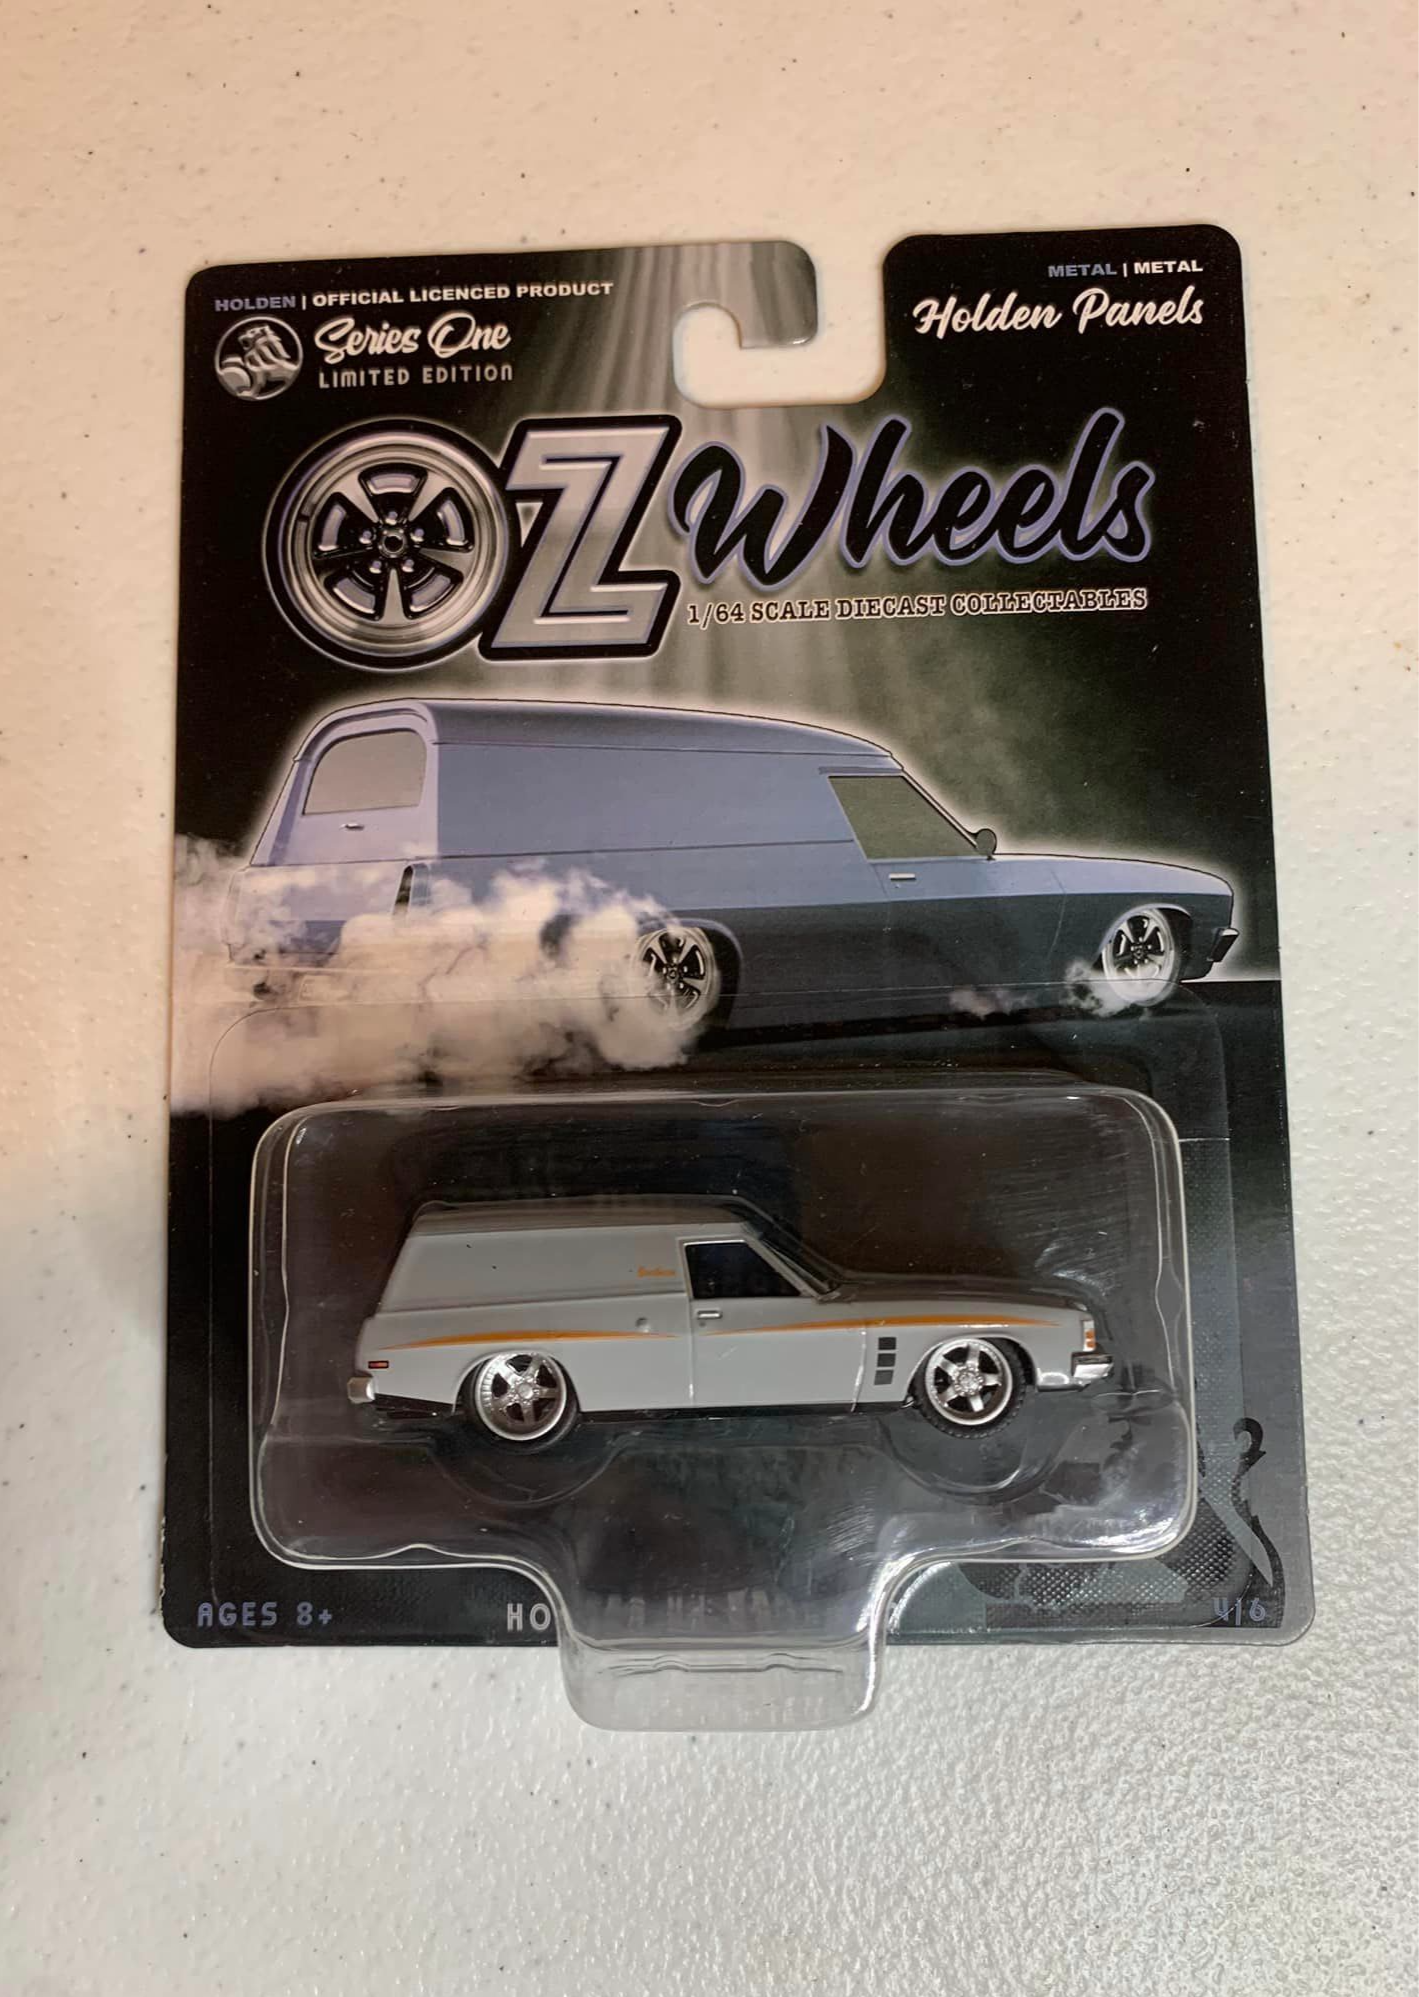 HOLDEN | OFFICIAL LICENCED PRODUCT
METAL | METAL
Series One
LIMITED EDITION
Holden Panels
OZ Wheels
1/64 SCALE DIECAST COLLECTABLES
AGES 8+
4|6